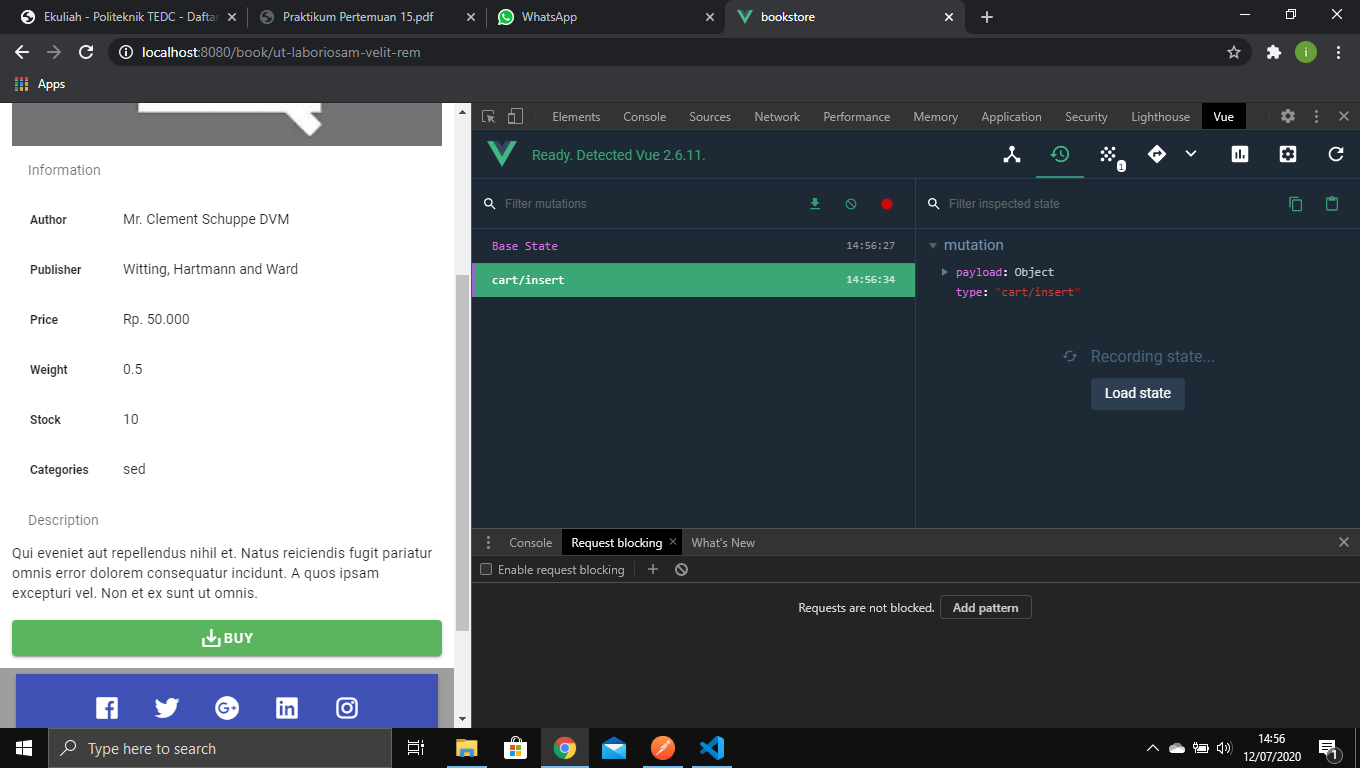 Ekuliah - Politeknik TEDC - Dafta
Praktikum Pertemuan 15.pdf
WhatsApp
bookstore
localhost:8080/book/ut-laboriosam-velit-rem
i
Apps
Information
Author Mr. Clement Schuppe DVM
Publisher Witting, Hartmann and Ward
Price Rp. 50.000
Weight 0.5
Stock 10
Categories sed
Description
Qui eveniet aut repellendus nihil et. Natus reiciendis fugit pariatur
omnis error dolorem consequatur incidunt. A quos ipsam
excepturi vel. Non et ex sunt ut omnis.
BUY
Elements Console Sources Network Performance Memory Application Security Lighthouse Vue
Ready. Detected Vue 2.6.11.
1
Filter mutations
Filter inspected state
Base State 14:56:27
cart/insert 14:56:34
mutation
payload: Object
type: "cart/insert"
Recording state...
Load state
Console Request blocking What's New
Enable request blocking
Requests are not blocked. Add pattern
Type here to search
14:56
12/07/2020
1